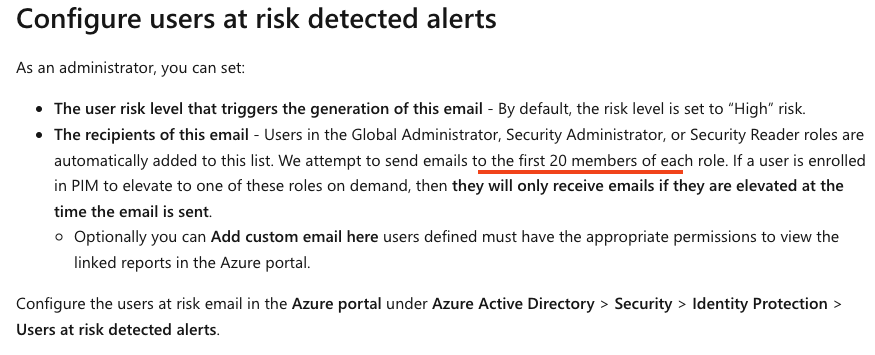 Configure users at risk detected alerts
As an administrator, you can set:
• The user risk level that triggers the generation of this email - By default, the risk level is set to “High” risk.
• The recipients of this email - Users in the Global Administrator, Security Administrator, or Security Reader roles are
automatically added to this list. We attempt to send emails to the first 20 members of each role. If a user is enrolled
in PIM to elevate to one of these roles on demand, then they will only receive emails if they are elevated at the
time the email is sent.
○ Optionally you can Add custom email here users defined must have the appropriate permissions to view the
linked reports in the Azure portal.
Configure the users at risk email in the Azure portal under Azure Active Directory > Security > Identity Protection >
Users at risk detected alerts.